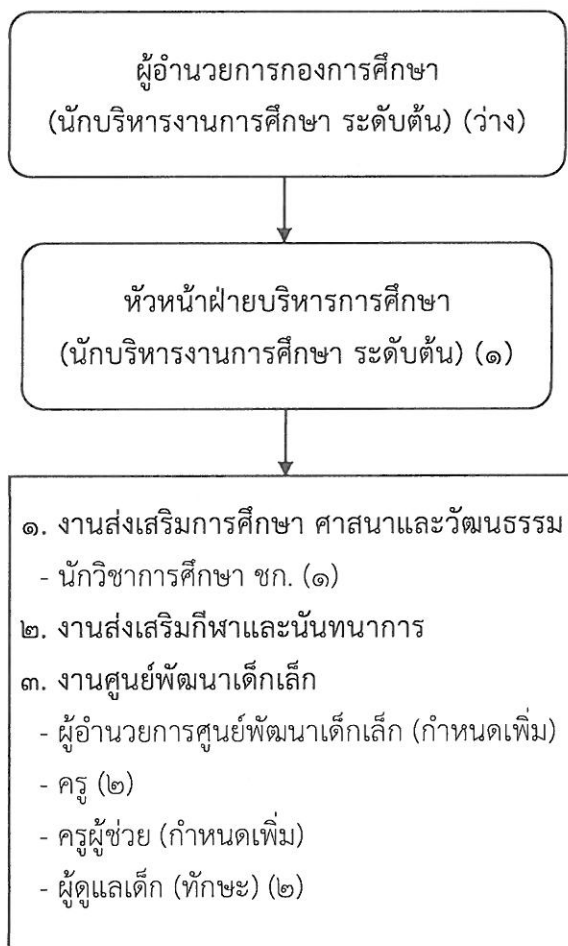 ผู้อำนวยการกองการศึกษา
(นักบริหารงานการศึกษา ระดับต้น) (ว่าง)
หัวหน้าฝ่ายบริหารการศึกษา
(นักบริหารงานการศึกษา ระดับต้น) (๑)
๑. งานส่งเสริมการศึกษา ศาสนาและวัฒนธรรม
- นักวิชาการศึกษา ชก. (๑)
๒. งานส่งเสริมกีฬาและนันทนาการ
๓. งานศูนย์พัฒนาเด็กเล็ก
- ผู้อำนวยการศูนย์พัฒนาเด็กเล็ก (กำหนดเพิ่ม)
- ครู (๒)
- ครูผู้ช่วย (กำหนดเพิ่ม)
- ผู้ดูแลเด็ก (ทักษะ) (๒)